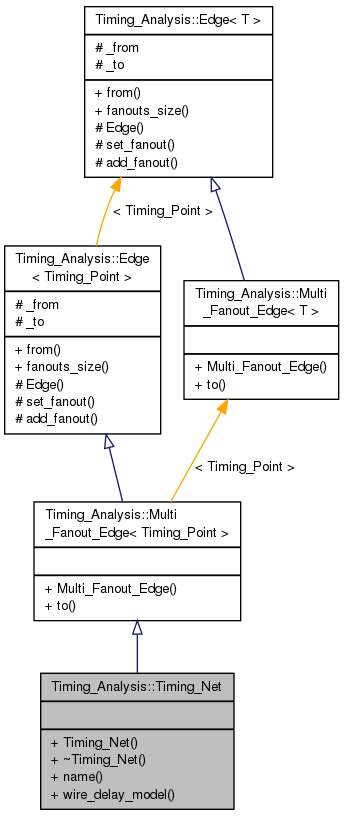 Timing_Analysis::Edge< T >
# _from
# _to
+ from()
+ fanouts_size()
# Edge()
# set_fanout()
# add_fanout()
< Timing_Point >
Timing_Analysis::Edge
< Timing_Point >
# _from
# _to
+ from()
+ fanouts_size()
# Edge()
# set_fanout()
# add_fanout()
Timing_Analysis::Multi
_Fanout_Edge< T >
+ Multi_Fanout_Edge()
+ to()
< Timing_Point >
Timing_Analysis::Multi
_Fanout_Edge< Timing_Point >
+ Multi_Fanout_Edge()
+ to()
Timing_Analysis::Timing_Net
+ Timing_Net()
+ ~Timing_Net()
+ name()
+ wire_delay_model()